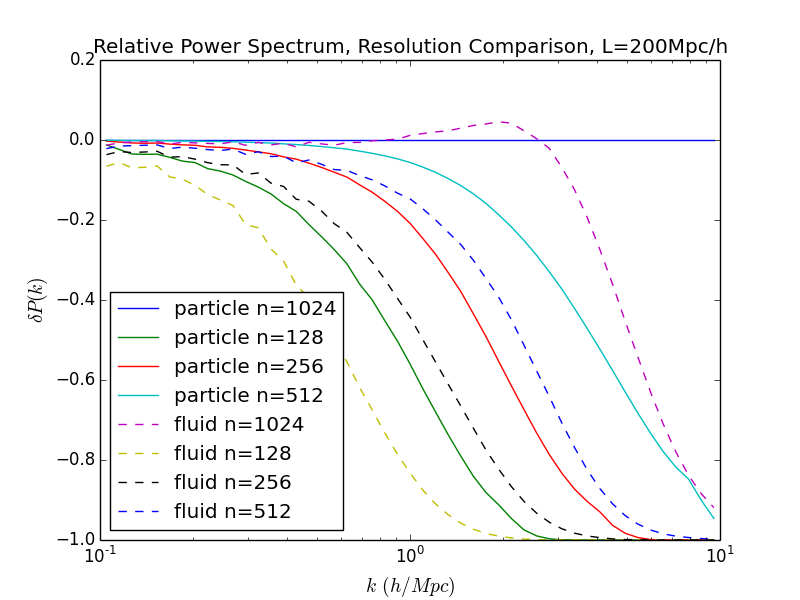 Relative Power Spectrum, Resolution Comparison, L=200Mpc/h
0.2
0.0
−0.2
−0.4
−0.6
−0.8
−1.0
δP(k)
particle n=1024
particle n=128
particle n=256
particle n=512
fluid n=1024
fluid n=128
fluid n=256
fluid n=512
10⁻¹ 10⁰ 10¹
k (h/Mpc)